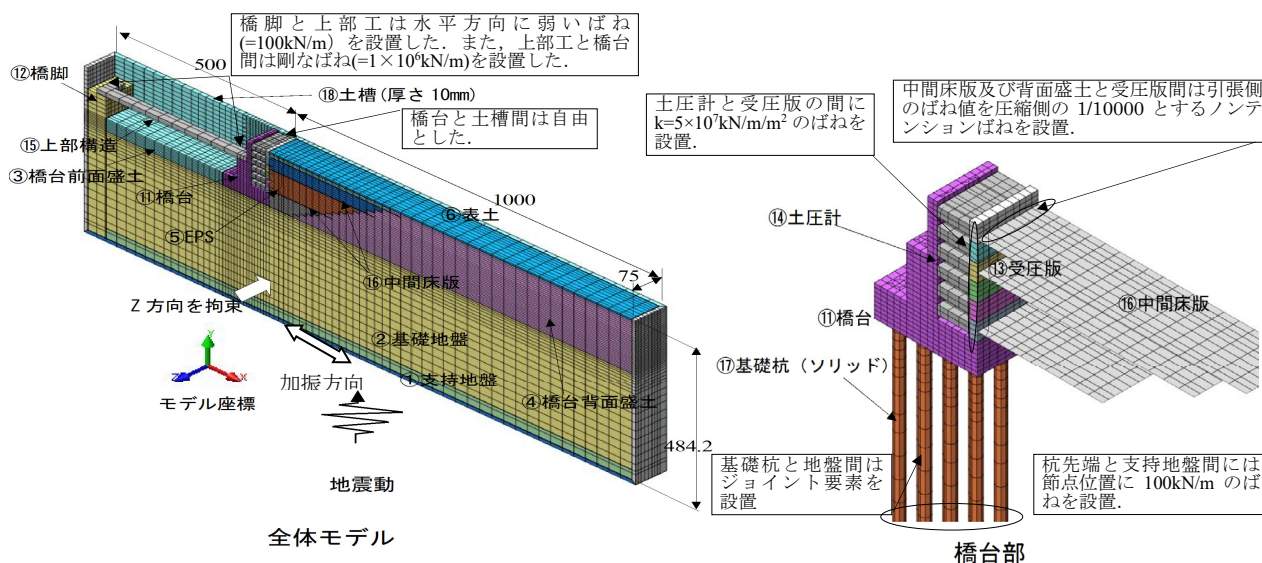 橋脚と上部工は水平方向に弱いばね
(=100kN/m)を設置した．また，上部工と橋台
間は剛なばね(=1×10⁶kN/m)を設置した．
⑫橋脚
500
⑱土槽(厚さ 10mm)
橋台と土槽間は自由
とした．
⑮上部構造
③橋台前面盛土
⑪橋台
⑤EPS
⑥表土
1000
75
⑯中間床版
Z 方向を拘束
②基礎地盤
①支持地盤
④橋台背面盛土
加振方向
Y
Z
X
モデル座標
484.2
地震動
全体モデル
土圧計と受圧版の間に
k=5×10⁷kN/m/m² のばねを
設置．
中間床版及び背面盛土と受圧版間は引張側
のばね値を圧縮側の 1/10000 とするノンテ
ンションばねを設置．
⑭土圧計
⑬受圧版
⑯中間床版
⑪橋台
⑰基礎杭（ソリッド）
基礎杭と地盤間は
ジョイント要素を
設置
杭先端と支持地盤間には
節点位置に 100kN/m のば
ねを設置．
橋台部